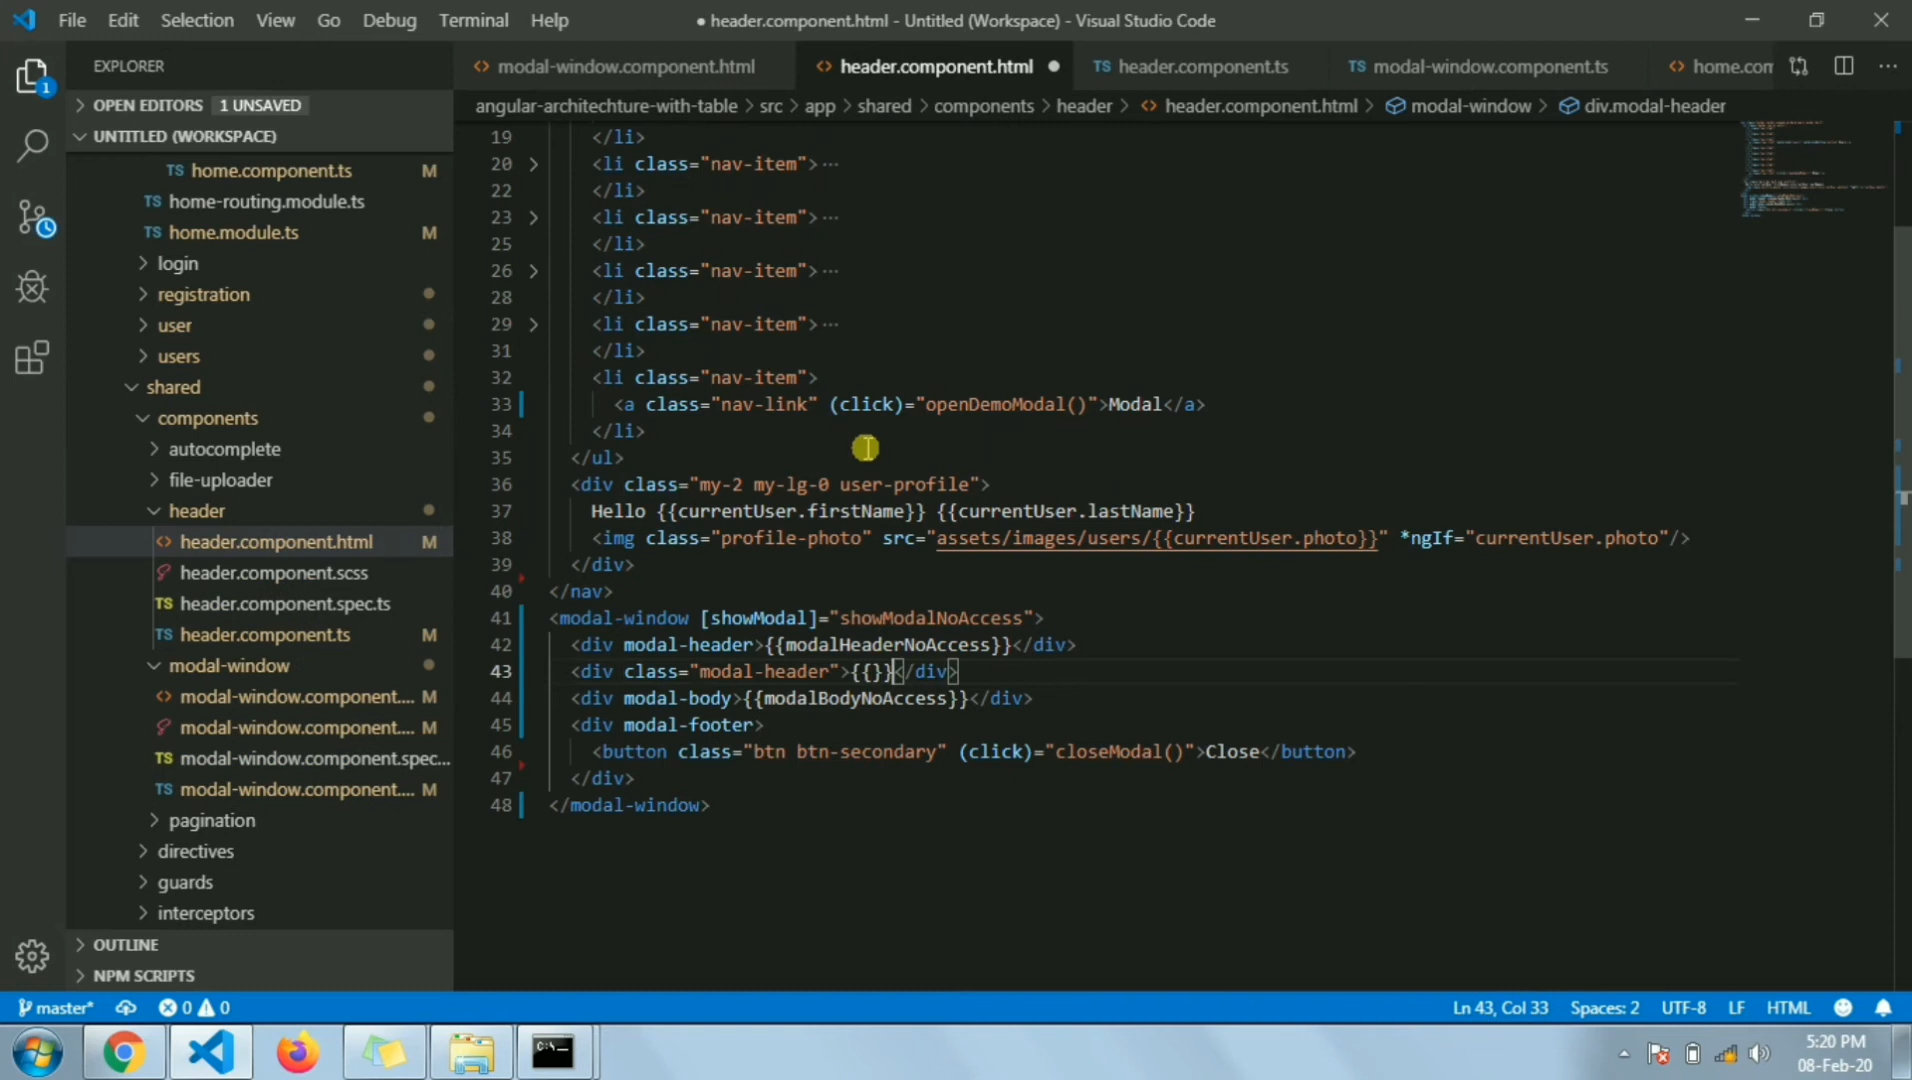 File Edit Selection View Go Debug Terminal Help
● header.component.html - Untitled (Workspace) - Visual Studio Code
EXPLORER
<> modal-window.component.html
<> header.component.html ●
TS header.component.ts
TS modal-window.component.ts
<> home.com
angular-architechture-with-table > src > app > shared > components > header > <> header.component.html > modal-window > div.modal-header
1
OPEN EDITORS 1 UNSAVED
UNTITLED (WORKSPACE)
TS home.component.ts M
TS home-routing.module.ts
TS home.module.ts M
login
registration
user
users
shared
components
autocomplete
file-uploader
header
<> header.component.html M
header.component.scss
TS header.component.spec.ts
TS header.component.ts M
modal-window
<> modal-window.component.... M
modal-window.component.... M
TS modal-window.component.spec...
TS modal-window.component.... M
pagination
directives
guards
interceptors
OUTLINE
NPM SCRIPTS
19 </li>
20 <li class="nav-item">...
22 </li>
23 <li class="nav-item">...
25 </li>
26 <li class="nav-item">...
28 </li>
29 <li class="nav-item">...
31 </li>
32 <li class="nav-item">
33 <a class="nav-link" (click)="openDemoModal()">Modal</a>
34 </li>
35 </ul>
36 <div class="my-2 my-lg-0 user-profile">
37 Hello {{currentUser.firstName}} {{currentUser.lastName}}
38 <img class="profile-photo" src="assets/images/users/{{currentUser.photo}}" *ngIf="currentUser.photo"/>
39 </div>
40 </nav>
41 <modal-window [showModal]="showModalNoAccess">
42 <div modal-header>{{modalHeaderNoAccess}}</div>
43 <div class="modal-header">{{}}</div>
44 <div modal-body>{{modalBodyNoAccess}}</div>
45 <div modal-footer>
46 <button class="btn btn-secondary" (click)="closeModal()">Close</button>
47 </div>
48 </modal-window>
master* 0 0
Ln 43, Col 33 Spaces: 2 UTF-8 LF HTML
C:\
5:20 PM
08-Feb-20